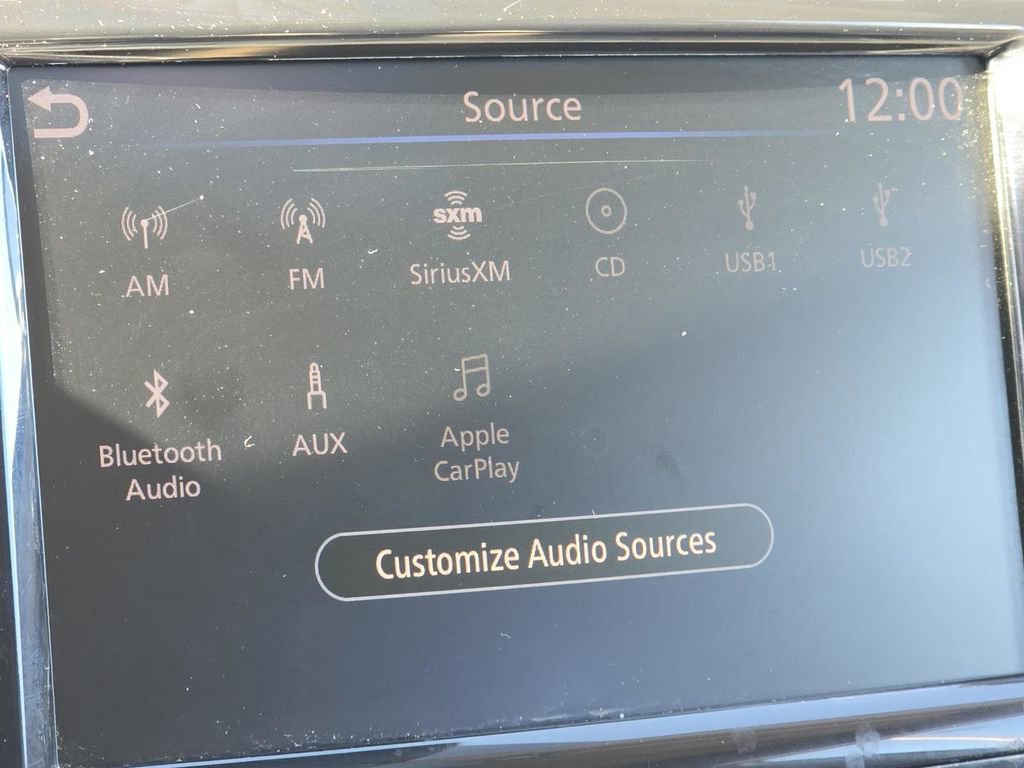 Source
12:00
sxm
AM
FM
SiriusXM
CD
USB1
USB2
Bluetooth
Audio
AUX
Apple
CarPlay
Customize Audio Sources